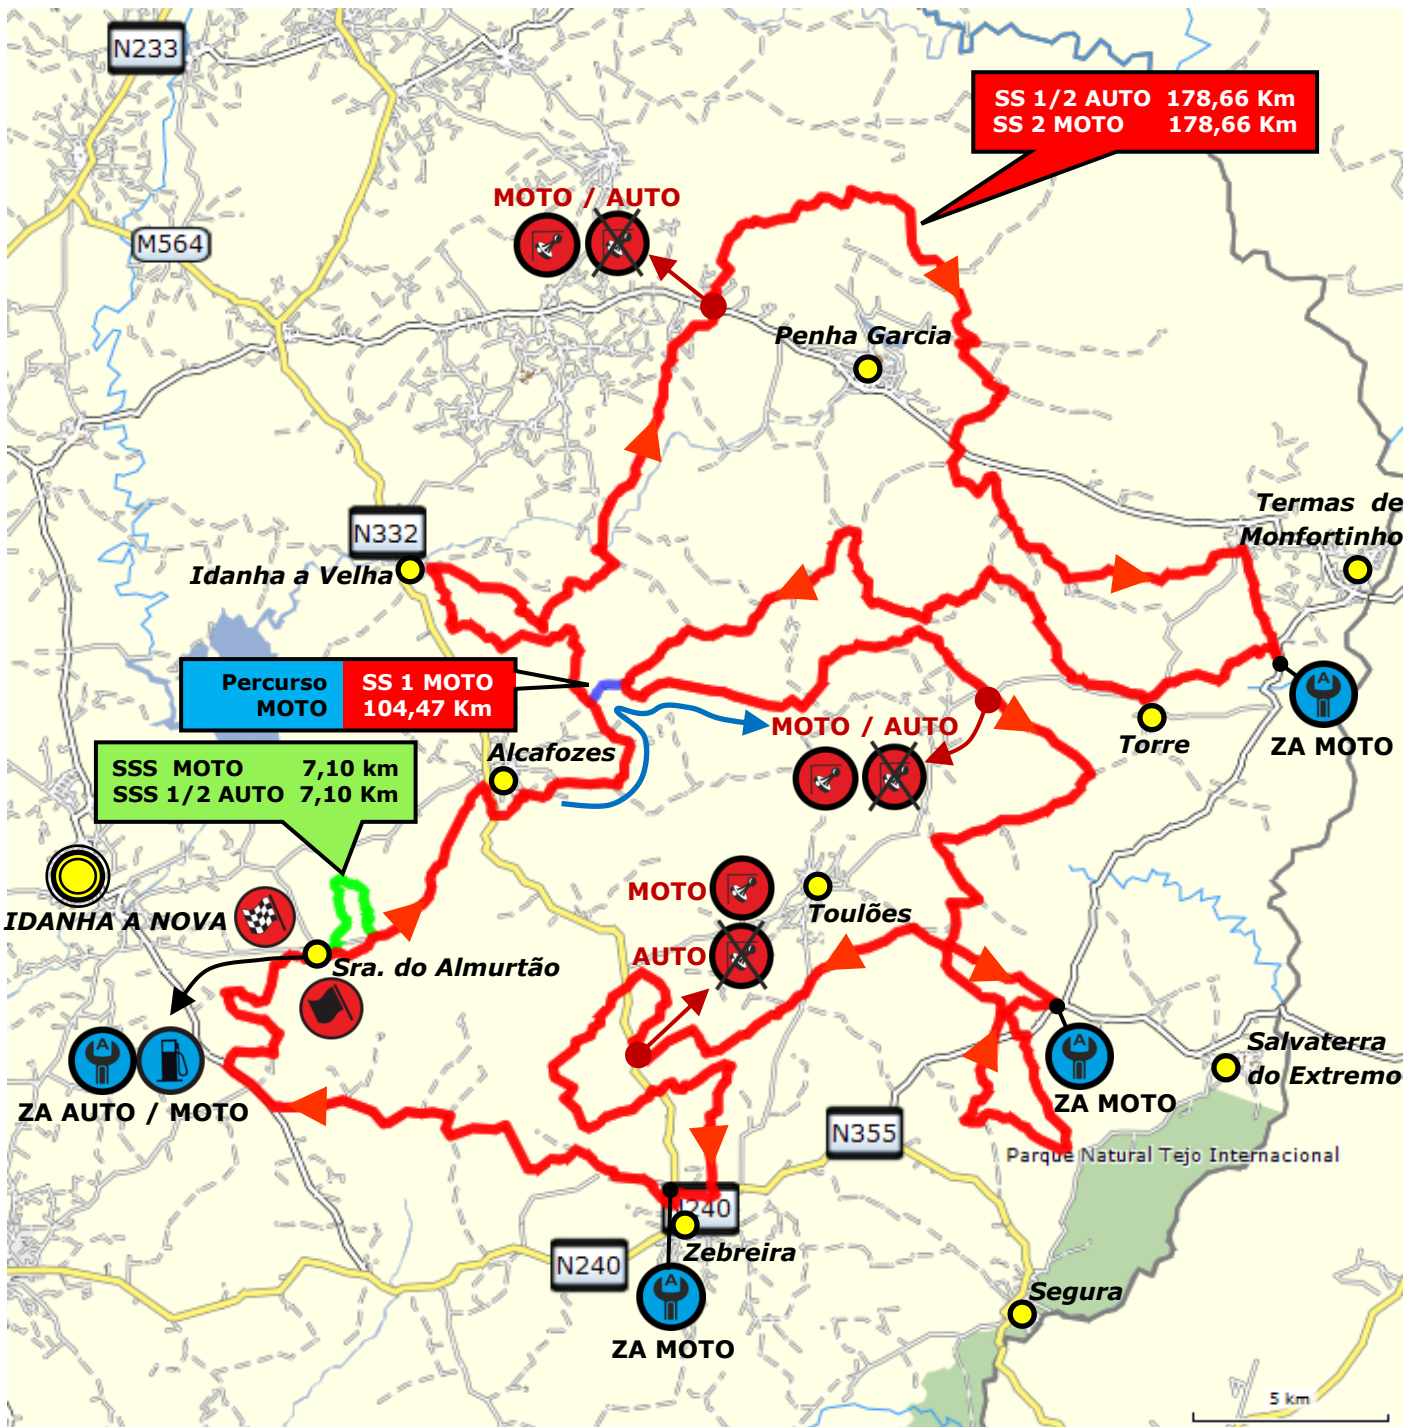 N233
SS 1/2 AUTO 178,66 Km
SS 2 MOTO 178,66 Km
MOTO / AUTO
M564
Penha Garcia
Termas de
Monfortinho
N332
Idanha a Velha
Percurso
MOTO
SS 1 MOTO
104,47 Km
MOTO / AUTO
Torre
ZA MOTO
Alcafozes
SSS MOTO 7,10 km
SSS 1/2 AUTO 7,10 Km
MOTO
Toulões
IDANHA A NOVA
AUTO
Sra. do Almurtão
Salvaterra
do Extremo
ZA AUTO / MOTO
ZA MOTO
N355
Parque Natural Tejo Internacional
N240
Zebreira
N240
Segura
ZA MOTO
5 km
A
A
A
A